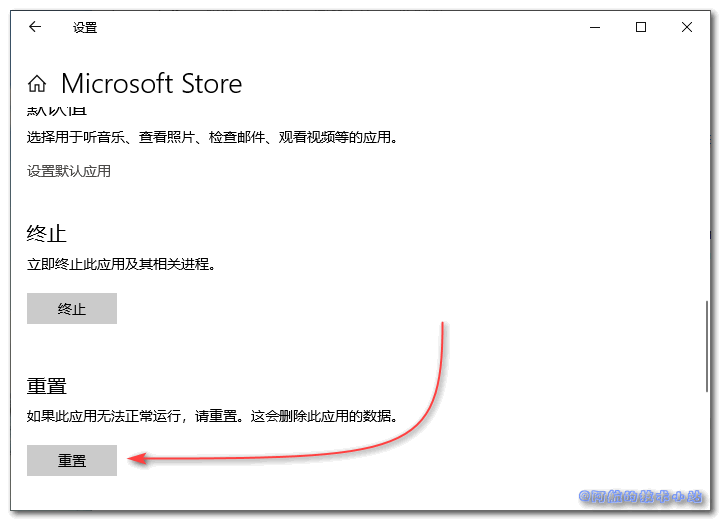 设置
Microsoft Store
默认值
选择用于听音乐、查看照片、检查邮件、观看视频等的应用。
设置默认应用
终止
立即终止此应用及其相关进程。
终止
重置
如果此应用无法正常运行，请重置。这会删除此应用的数据。
重置